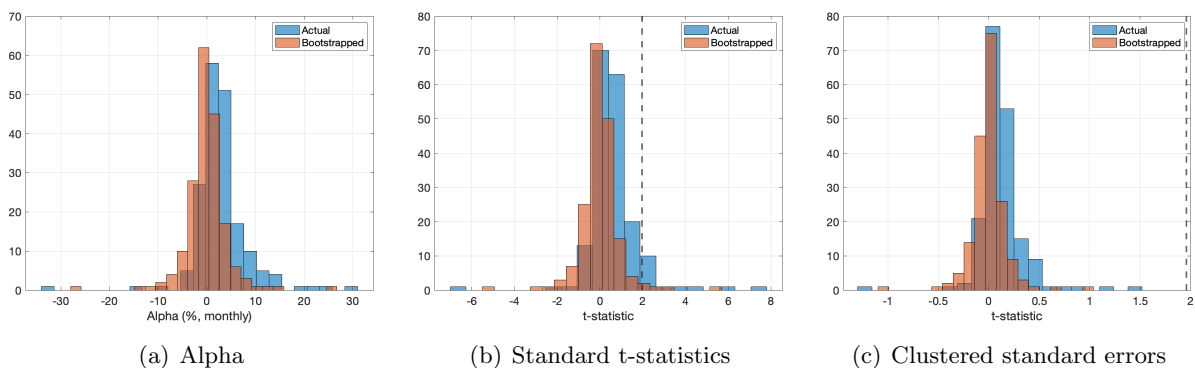 70
60
50
40
30
20
10
0
Actual
Bootstrapped
-30 -20 -10 0 10 20 30
Alpha (%, monthly)
(a) Alpha
80
70
60
50
40
30
20
10
0
Actual
Bootstrapped
-6 -4 -2 0 2 4 6 8
t-statistic
(b) Standard t-statistics
80
70
60
50
40
30
20
10
0
Actual
Bootstrapped
-1 -0.5 0 0.5 1 1.5 2
t-statistic
(c) Clustered standard errors